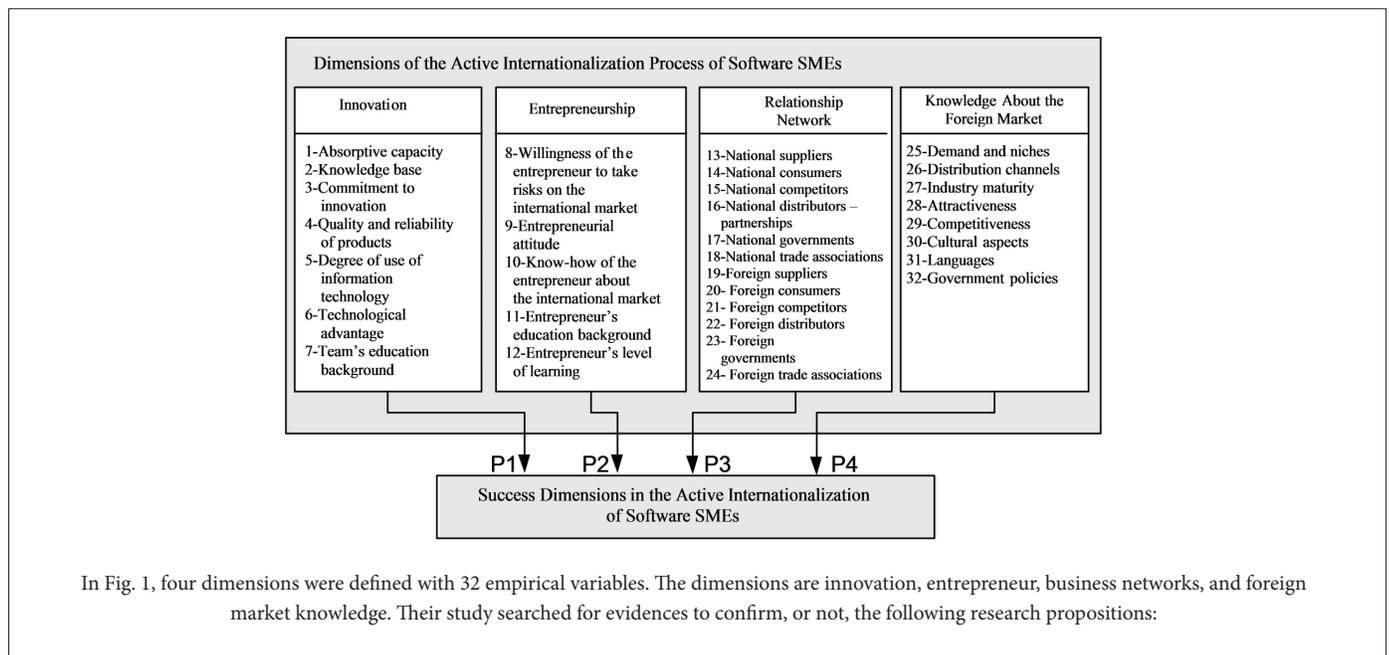 Dimensions of the Active Internationalization Process of Software SMEs
Innovation
1-Absorptive capacity
2-Knowledge base
3-Commitment to
innovation
4-Quality and reliability
of products
5-Degree of use of
information
technology
6-Technological
advantage
7-Team's education
background
Entrepreneurship
8-Willingness of the
entrepreneur to take
risks on the
international market
9-Entrepreneurial
attitude
10-Know-how of the
entrepreneur about
the international market
11-Entrepreneur's
education background
12-Entrepreneur's level
of learning
Relationship
Network
13-National suppliers
14-National consumers
15-National competitors
16-National distributors –
partnerships
17-National governments
18-National trade associations
19-Foreign suppliers
20- Foreign consumers
21- Foreign competitors
22- Foreign distributors
23- Foreign
governments
24- Foreign trade associations
Knowledge About the
Foreign Market
25-Demand and niches
26-Distribution channels
27-Industry maturity
28-Attractiveness
29-Competitiveness
30-Cultural aspects
31-Languages
32-Government policies
P1 P2 P3 P4
Success Dimensions in the Active Internationalization
of Software SMEs
In Fig. 1, four dimensions were defined with 32 empirical variables. The dimensions are innovation, entrepreneur, business networks, and foreign
market knowledge. Their study searched for evidences to confirm, or not, the following research propositions: